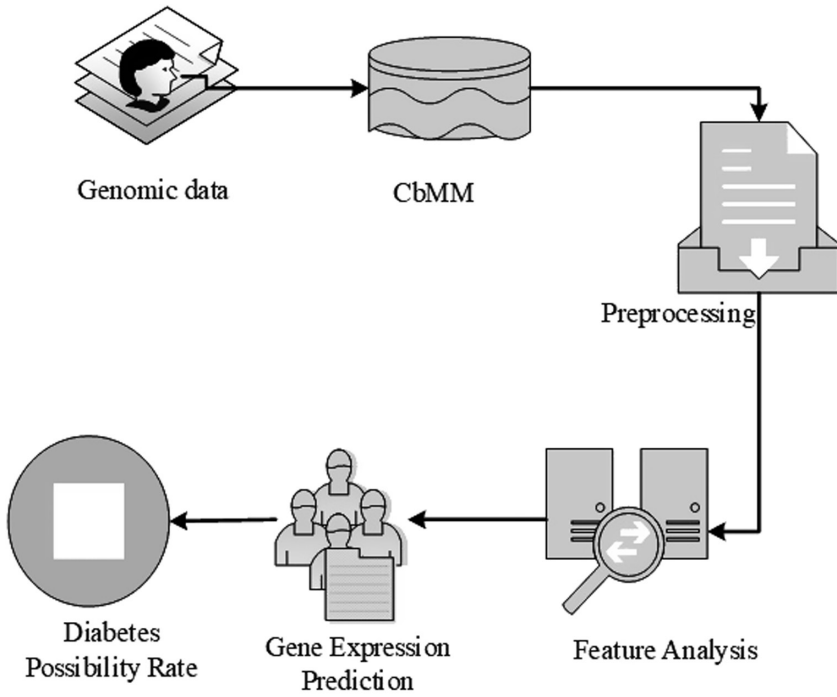 Genomic data
CbMM
Preprocessing
Feature Analysis
Gene Expression
Prediction
Diabetes
Possibility Rate